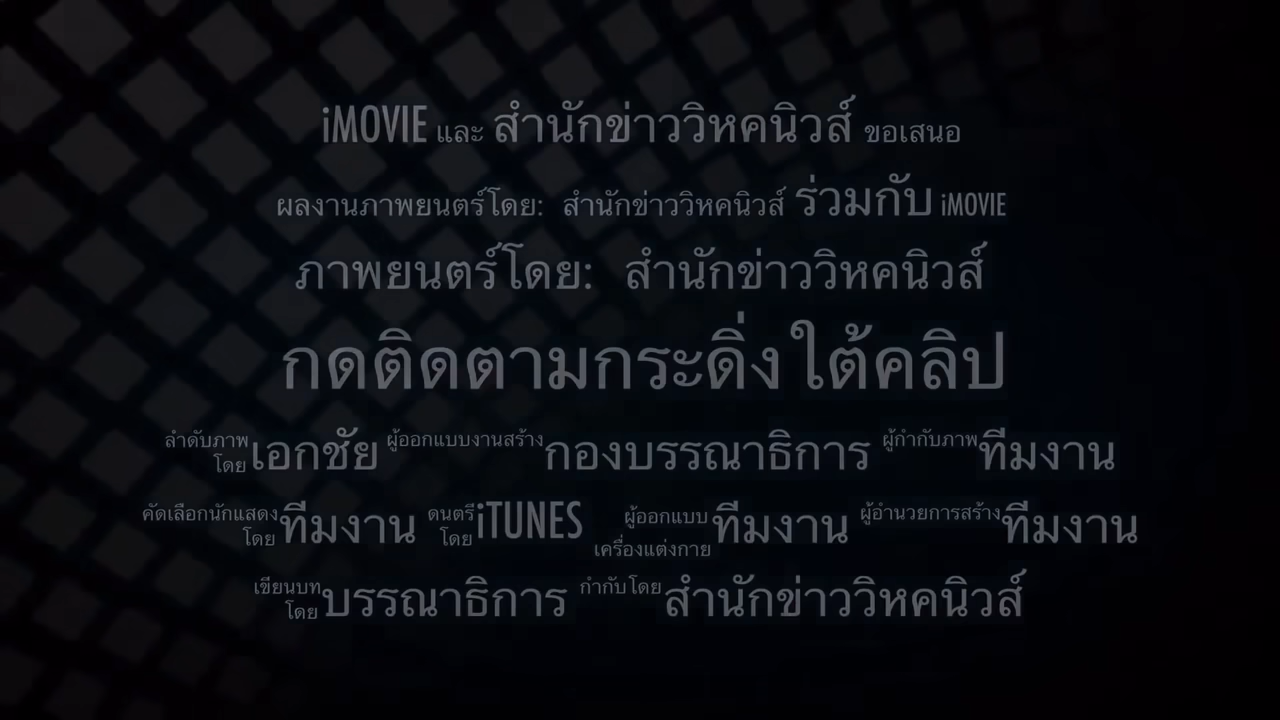 iMOVIE และ สำนักข่าววิหคนิวส์ ขอเสนอ
ผลงานภาพยนตร์โดย: สำนักข่าววิหคนิวส์ ร่วมกับ iMOVIE
ภาพยนตร์โดย: สำนักข่าววิหคนิวส์
กดติดตามกระดิ่ง ใต้คลิป
ลำดับภาพโดย เอกชัย ผู้ออกแบบงานสร้าง กองบรรณาธิการ ผู้กำกับภาพ ทีมงาน
คัดเลือกนักแสดงโดย ทีมงาน ดนตรีโดย iTUNES ผู้ออกแบบเครื่องแต่งกาย ทีมงาน ผู้อำนวยการสร้าง ทีมงาน
เขียนบทโดย บรรณาธิการ กำกับโดย สำนักข่าววิหคนิวส์